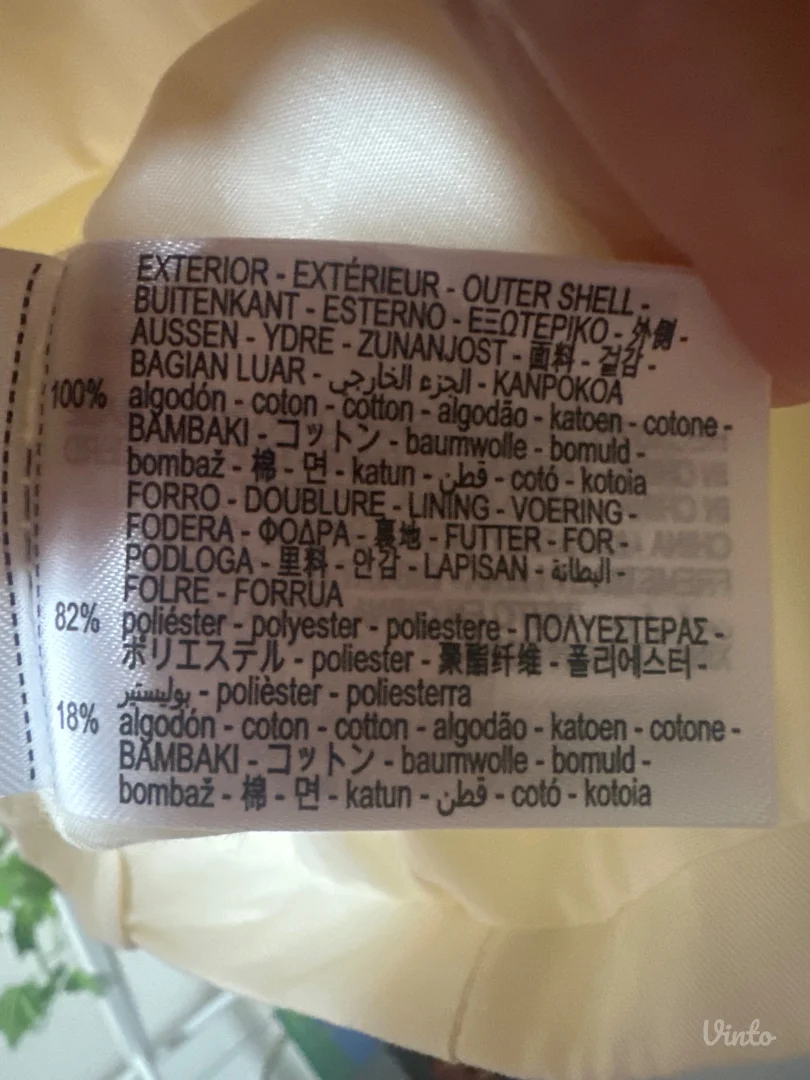 EXTERIOR - EXTÉRIEUR - OUTER SHELL -
BUITENKANT - ESTERNO - ΕΞΩΤΕΡΙΚΟ - 外側 -
AUSSEN - YDRE - ZUNANJOST - 面料 - 겉감 -
BAGIAN LUAR - الجزء الخارجي - KANPOKOA
100% algodón - coton - cotton - algodão - katoen - cotone -
ΒΑΜΒΑΚΙ - コットン - baumwolle - bomuld -
bombaž - 棉 - 면 - katun - قطن - cotó - kotoia
FORRO - DOUBLURE - LINING - VOERING -
FODERA - ΦΟΔΡΑ - 裏地 - FUTTER - FOR -
PODLOGA - 里料 - 안감 - LAPISAN - البطانة -
FOLRE - FORRUA
82% poliéster - polyester - poliestere - ΠΟΛΥΕΣΤΕΡΑΣ -
ポリエステル - poliester - 聚酯纤维 - 폴리에스터 -
بوليستير - polièster - poliesterra
18% algodón - coton - cotton - algodão - katoen - cotone -
ΒΑΜΒΑΚΙ - コットン - baumwolle - bomuld -
bombaž - 棉 - 면 - katun - قطن - cotó - kotoia
Vinto